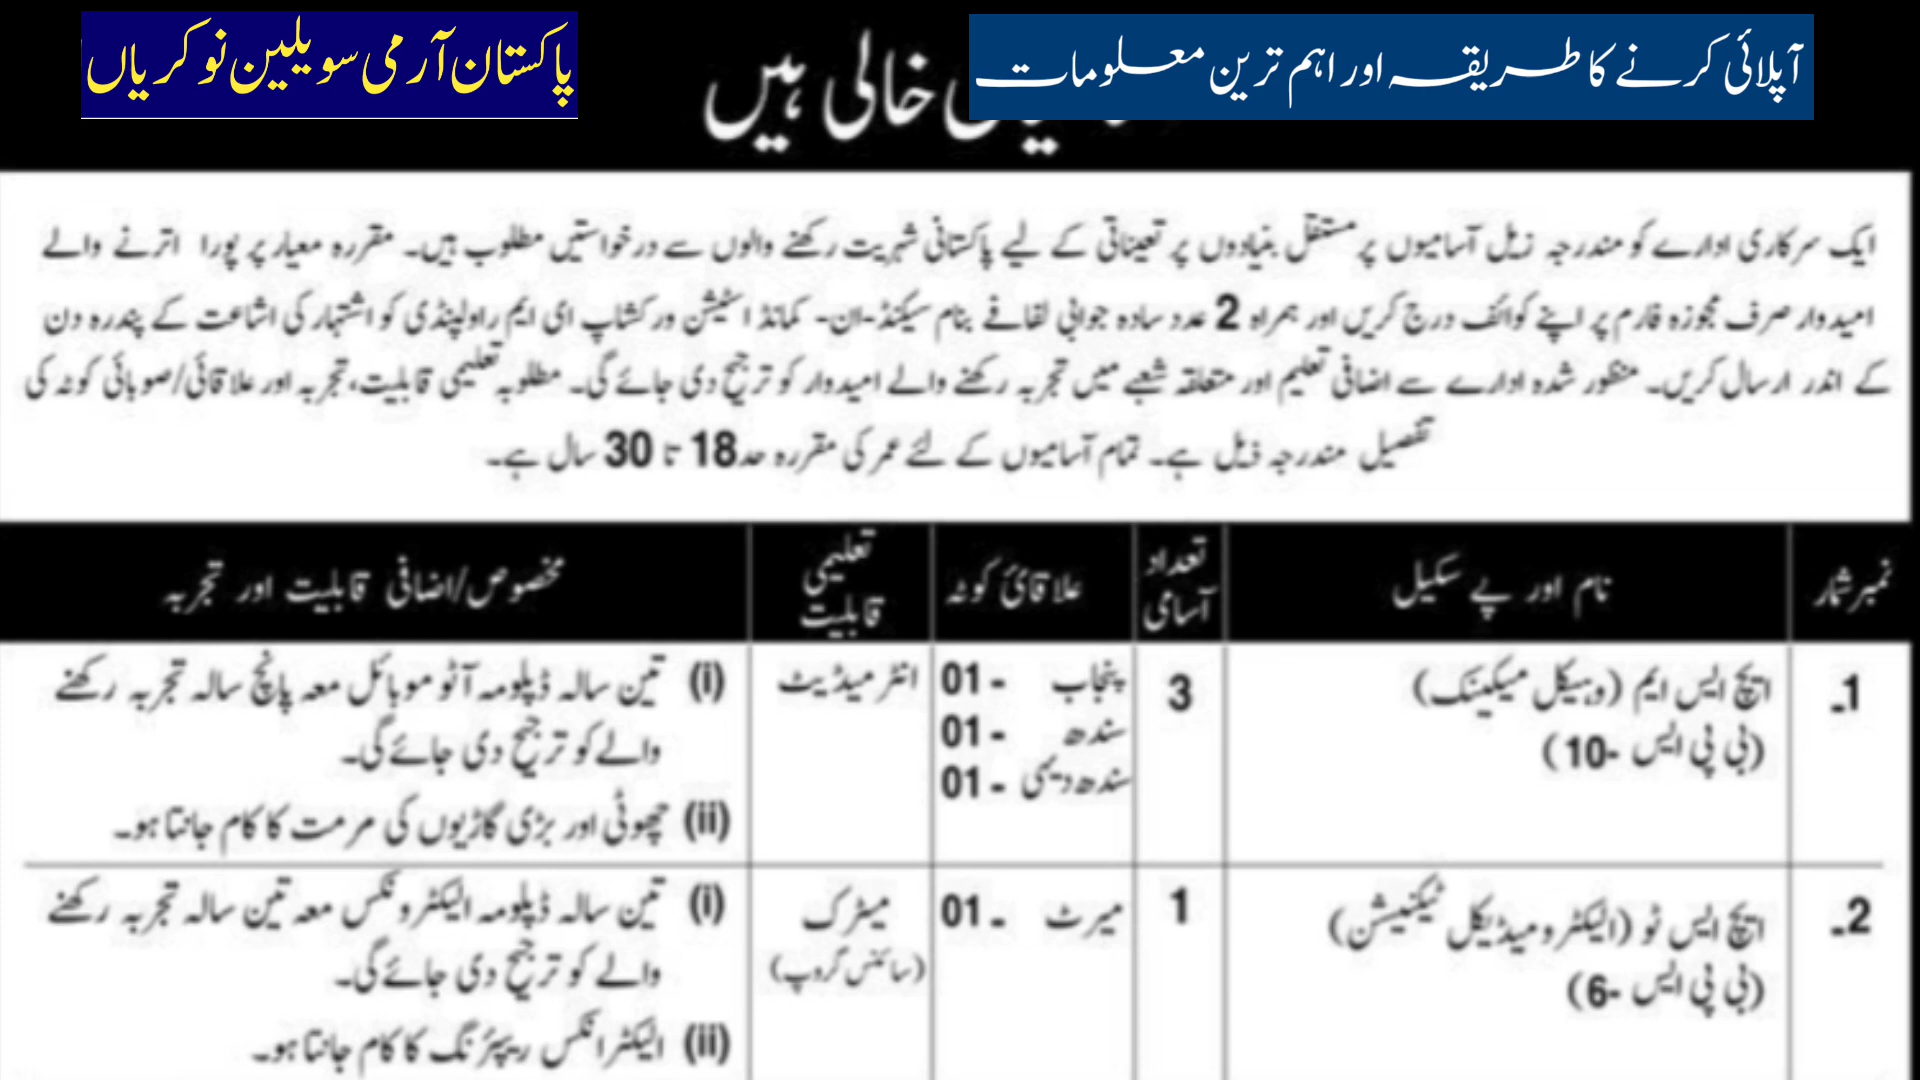 آپلائی کرنے کا طریقہ اور اہم ترین معلومات
پاکستان آرمی سویلین نوکریاں
خالی ہیں
ایک سرکاری ادارے کو مندرجہ زیل آسامیوں پر مستقل بنیادوں پر تعیناتی کے لیے پاکستانی شہریت رکھنے والوں سے درخواستیں مطلوب ہیں۔ مقررہ معیار پر پورا اترنے والے
امیدوار صرف مجوزہ فارم پر اپنے کوائف درج کریں اور ہمراہ 2 عدد سادہ جوابی لفافے بنام سیکنڈ-ان- کمانڈ اسٹیشن ورکشاپ ای ایم راولپنڈی کو اشتہار کی اشاعت کے پندرہ دن
کے اندر ارسال کریں۔ منظور شدہ ادارے سے اضافی تعلیم اور متعلقہ شعبے میں تجربہ رکھنے والے امیدوار کو ترجیح دی جائے گی۔ مطلوبہ تعلیمی قابلیت، تجربہ اور علاقائی/صوبائی کوٹہ کی
تفصیل مندرجہ ذیل ہے۔ تمام آسامیوں کے لئے عمر کی مقررہ حد 18 تا 30 سال ہے۔
نمبر شمار
نام اور پے سکیل
تعداد
آسامی
علاقائ کوٹہ
تعلیمی
قابلیت
مخصوص/اضافی قابلیت اور تجربہ
1۔
ایچ ایس ایم (وہیکل میکینک)
(بی پی ایس -10)
3
پنجاب - 01
سندھ - 01
سندھ دیہی - 01
انٹر میڈیٹ
(i) تین سالہ ڈپلومہ آٹو موبائل معہ پانچ سالہ تجربہ رکھنے
والے کو ترجیح دی جائے گی۔
(ii) چھوٹی اور بڑی گاڑیوں کی مرمت کا کام جانتا ہو۔
2۔
ایچ ایس ٹو (الیکٹرو میڈیکل ٹیکنیشن)
(بی پی ایس -6)
1
میرٹ - 01
میٹرک
(سائنس گروپ)
(i) تین سالہ ڈپلومہ الیکٹرونکس معہ تین سالہ تجربہ رکھنے
والے کو ترجیح دی جائے گی۔
(ii) الیکٹرانکس ریپئرنگ کا کام جانتا ہو۔